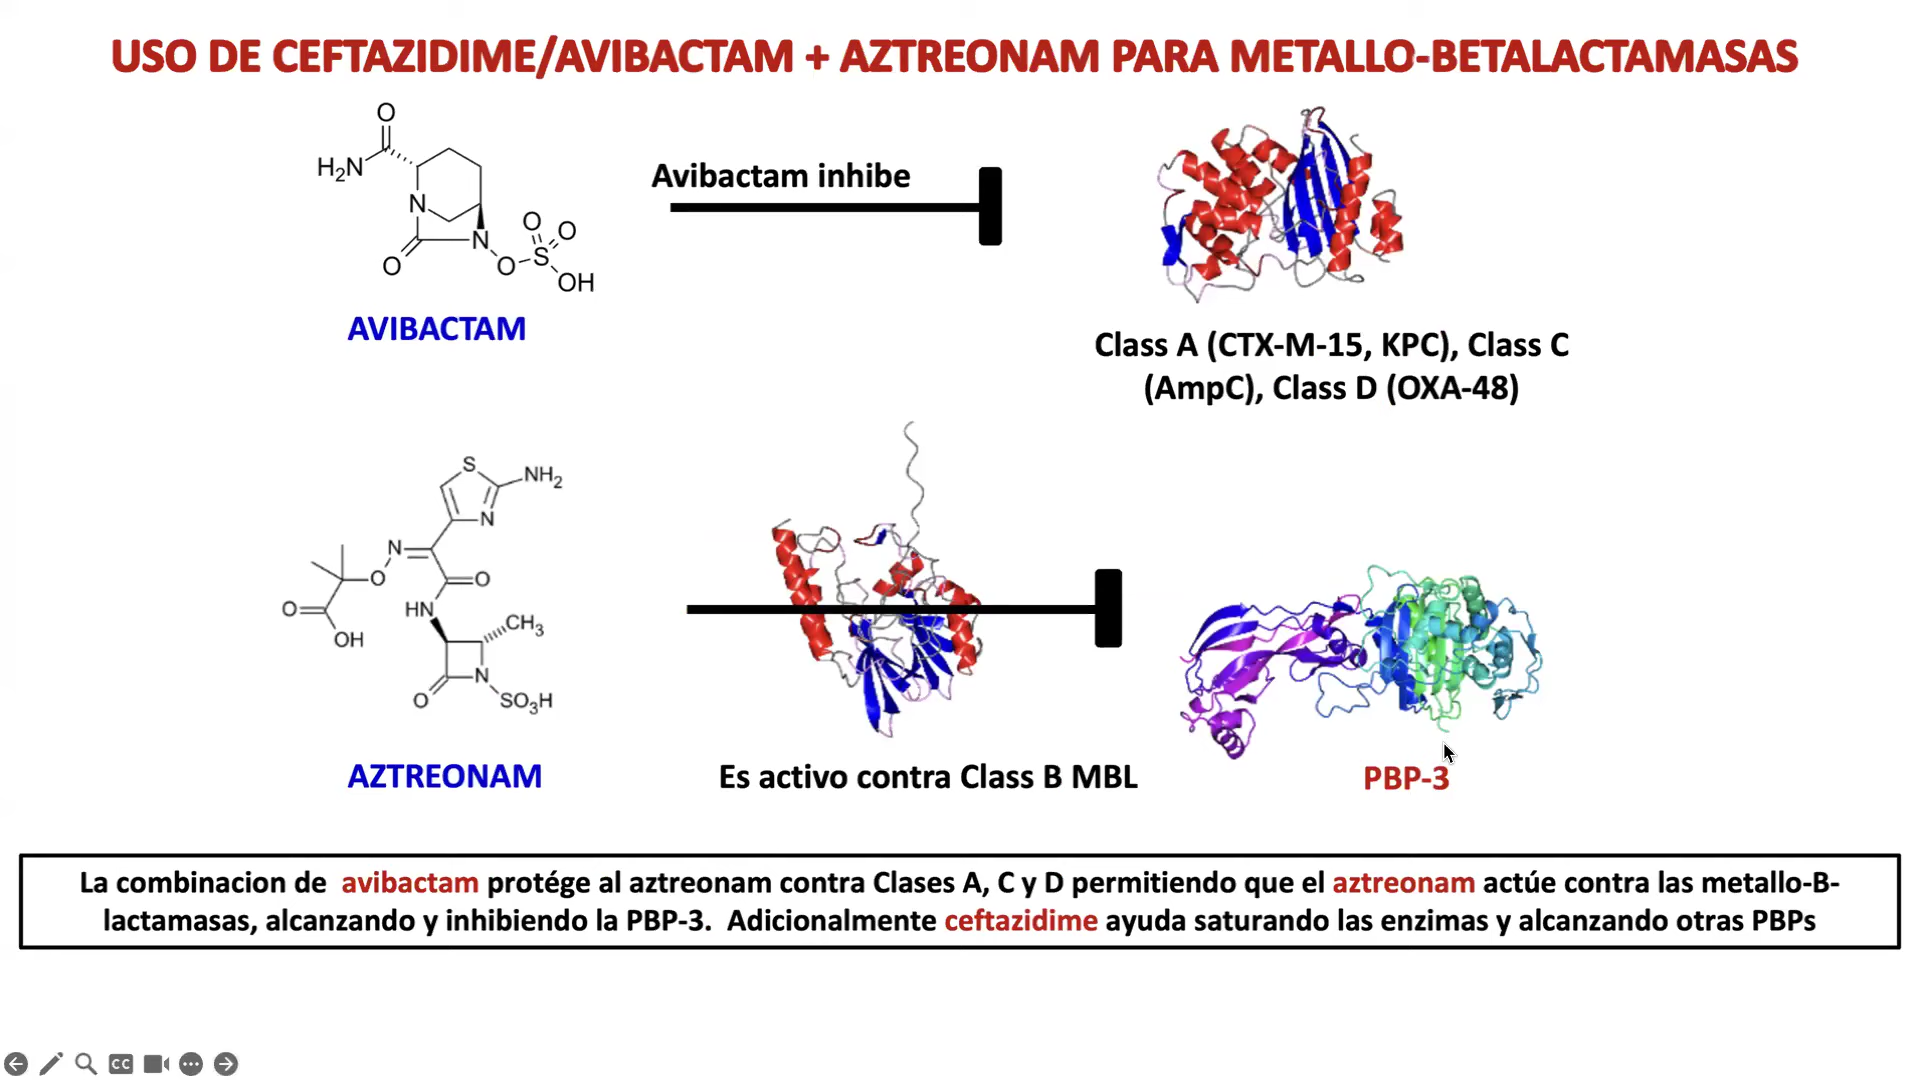 USO DE CEFTAZIDIME/AVIBACTAM + AZTREONAM PARA METALLO-BETALACTAMASAS
O
H₂N
N
O
N
O
S
O
O
OH
AVIBACTAM
Avibactam inhibe
Class A (CTX-M-15, KPC), Class C
(AmpC), Class D (OXA-48)
S
NH₂
N
N
O
O
O
OH
HN
CH₃
N
O
SO₃H
AZTREONAM
Es activo contra Class B MBL
PBP-3
La combinacion de avibactam protége al aztreonam contra Clases A, C y D permitiendo que el aztreonam actúe contra las metallo-B-
lactamasas, alcanzando y inhibiendo la PBP-3. Adicionalmente ceftazidime ayuda saturando las enzimas y alcanzando otras PBPs
CC